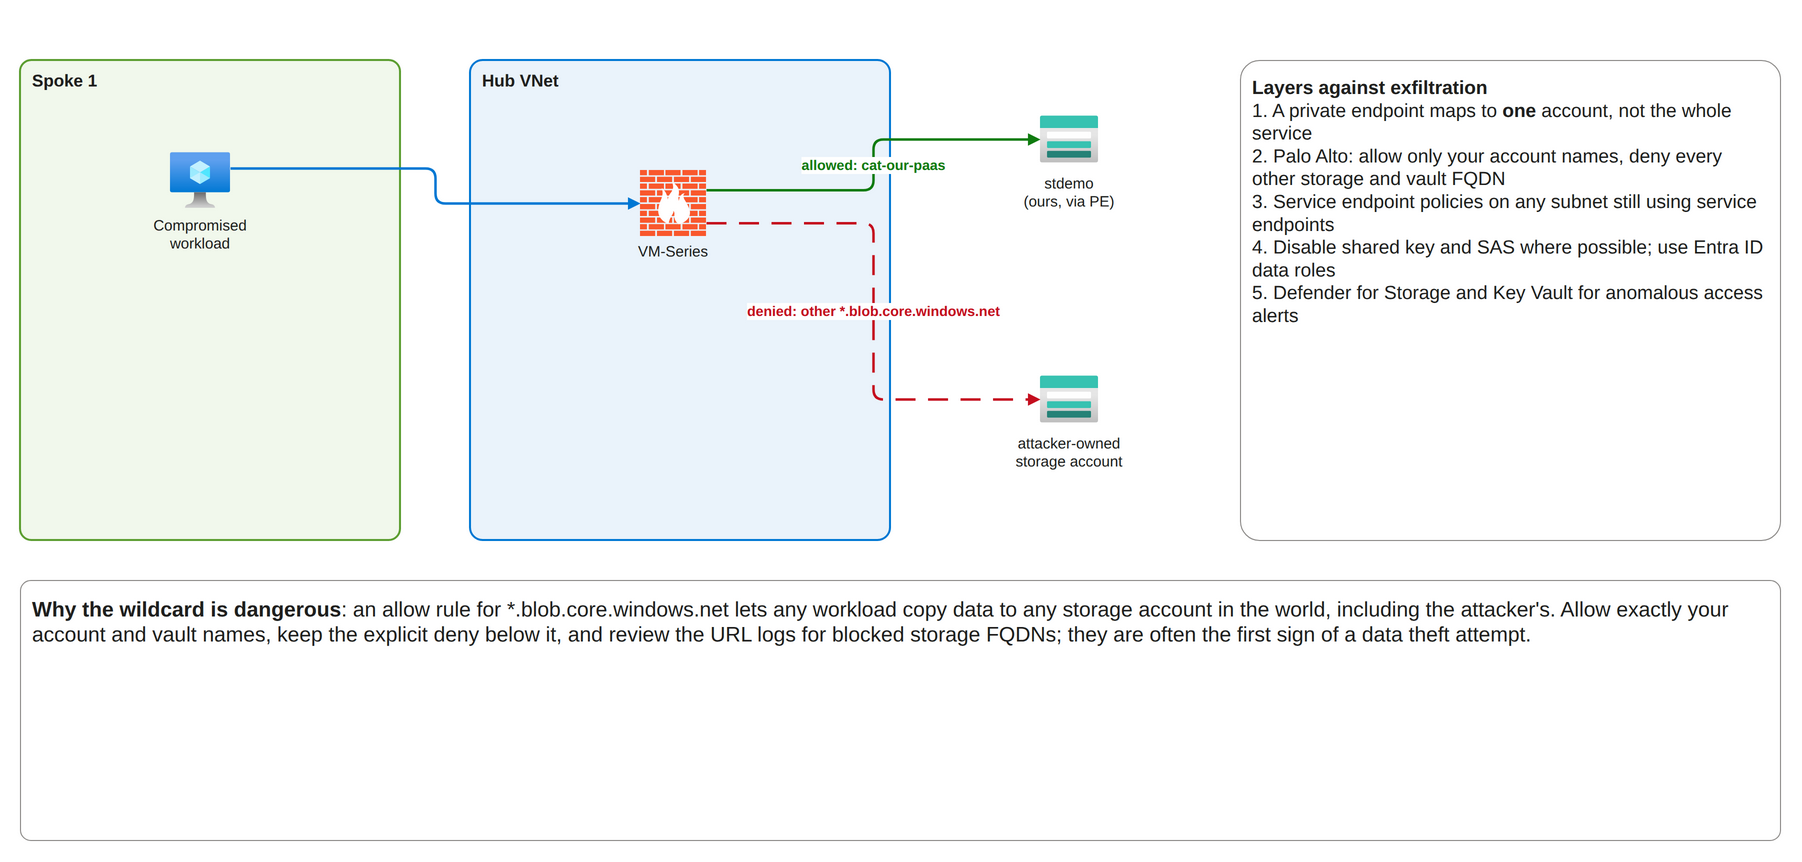 Spoke 1
Compromised
workload
Hub VNet
VM-Series
allowed: cat-our-paas
denied: other *.blob.core.windows.net
stdemo
(ours, via PE)
attacker-owned
storage account
Layers against exfiltration
1. A private endpoint maps to one account, not the whole
service
2. Palo Alto: allow only your account names, deny every
other storage and vault FQDN
3. Service endpoint policies on any subnet still using service
endpoints
4. Disable shared key and SAS where possible; use Entra ID
data roles
5. Defender for Storage and Key Vault for anomalous access
alerts
Why the wildcard is dangerous: an allow rule for *.blob.core.windows.net lets any workload copy data to any storage account in the world, including the attacker's. Allow exactly your
account and vault names, keep the explicit deny below it, and review the URL logs for blocked storage FQDNs; they are often the first sign of a data theft attempt.